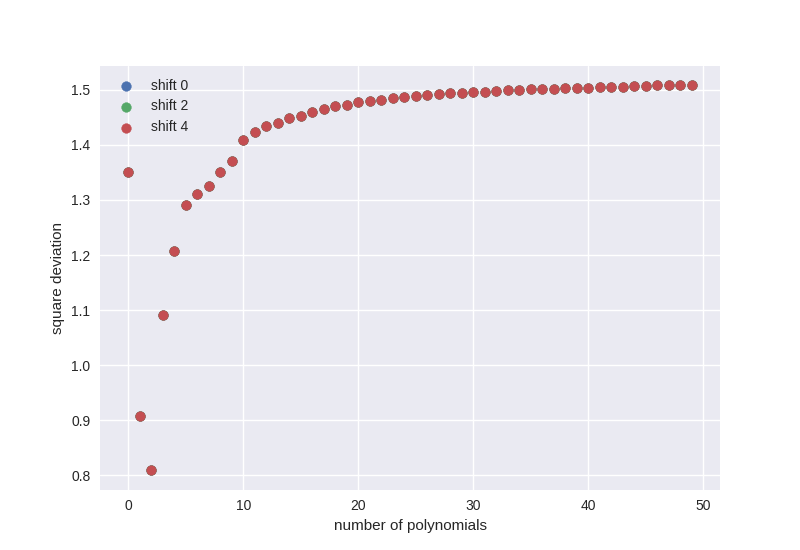 shift 0
shift 2
shift 4
1.5
1.4
1.3
1.2
1.1
1.0
0.9
0.8
square deviation
0 10 20 30 40 50
number of polynomials